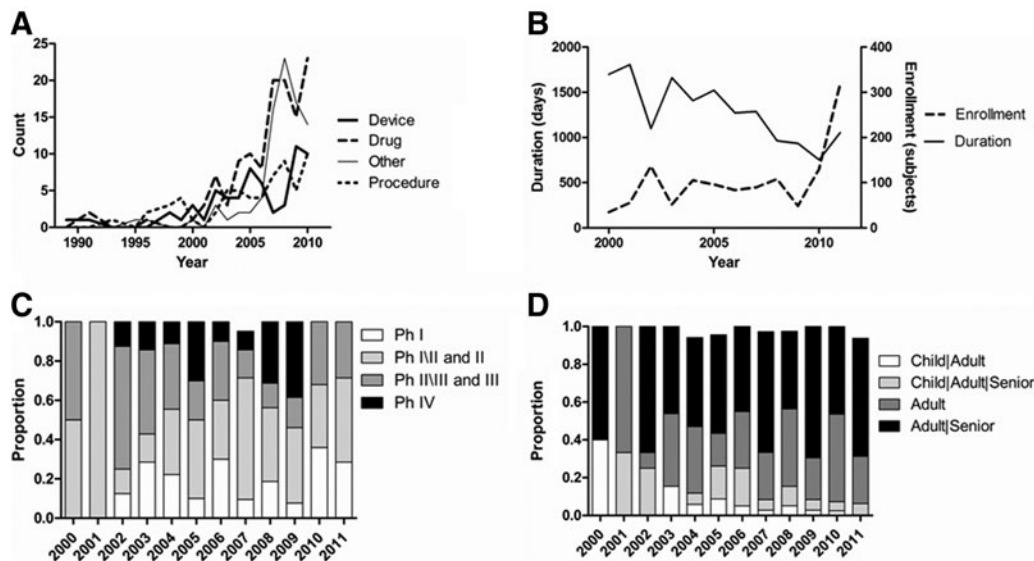 A
25
20
15
10
5
0
Count
1990
1995
2000
2005
2010
Year
Device
Drug
Other
Procedure
B
2000
1500
1000
500
0
Duration (days)
400
300
200
100
0
Enrollment (subjects)
2000
2005
2010
Year
Enrollment
Duration
C
1.0
0.8
0.6
0.4
0.2
0.0
Proportion
2000
2001
2002
2003
2004
2005
2006
2007
2008
2009
2010
2011
Ph I
Ph I\II and II
Ph II\III and III
Ph IV
D
1.0
0.8
0.6
0.4
0.2
0.0
Proportion
2000
2001
2002
2003
2004
2005
2006
2007
2008
2009
2010
2011
Child|Adult
Child|Adult|Senior
Adult
Adult|Senior